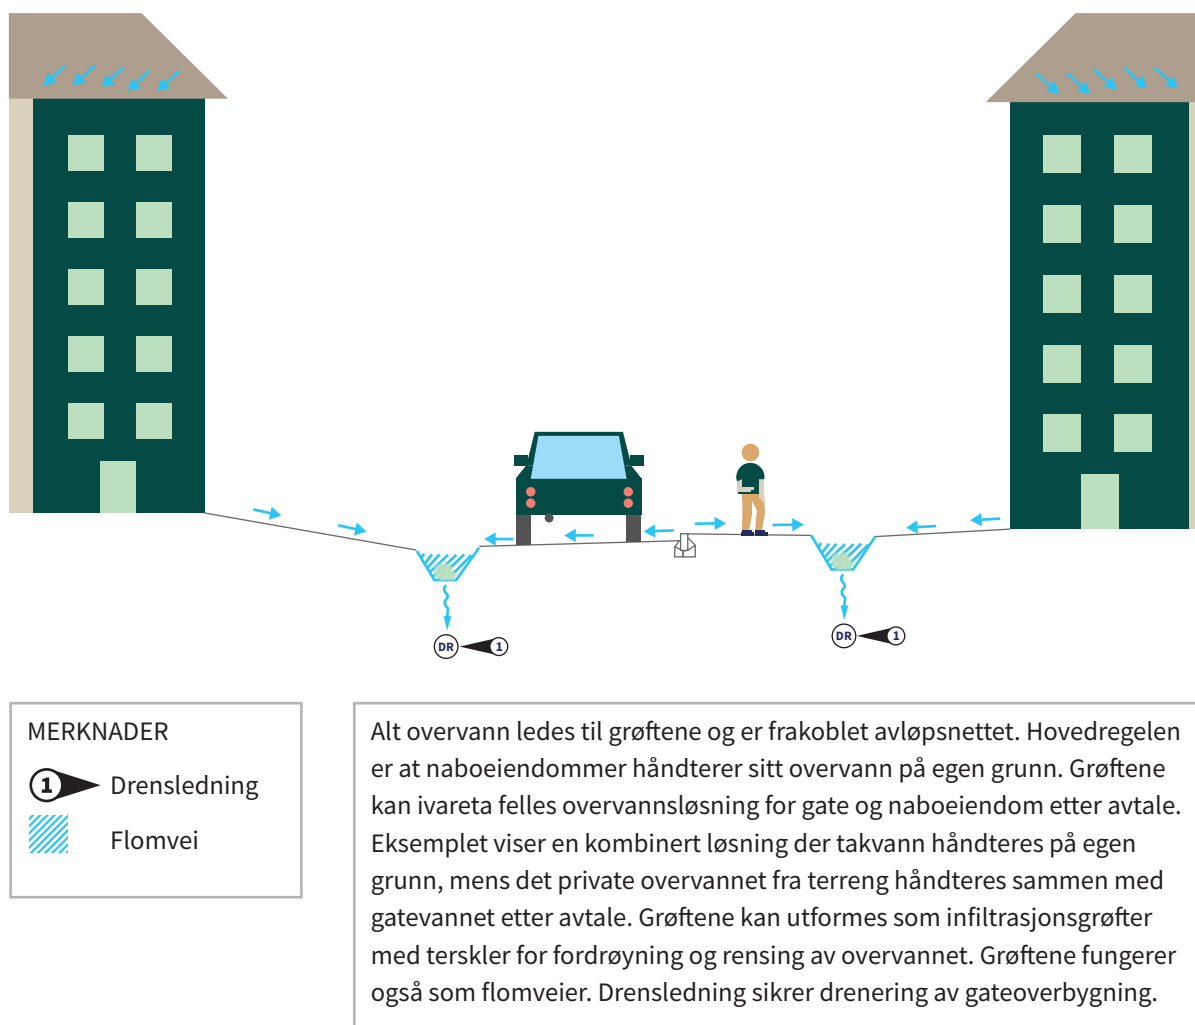 DR 1
DR 1
MERKNADER
1 Drensledning
Flomvei
Alt overvann ledes til grøftene og er frakoblet avløpsnettet. Hovedregelen
er at naboeiendommer håndterer sitt overvann på egen grunn. Grøftene
kan ivareta felles overvannsløsning for gate og naboeiendom etter avtale.
Eksemplet viser en kombinert løsning der takvann håndteres på egen
grunn, mens det private overvannet fra terreng håndteres sammen med
gatevannet etter avtale. Grøftene kan utformes som infiltrasjonsgrøfter
med terskler for fordrøyning og rensing av overvannet. Grøftene fungerer
også som flomveier. Drensledning sikrer drenering av gateoverbygning.